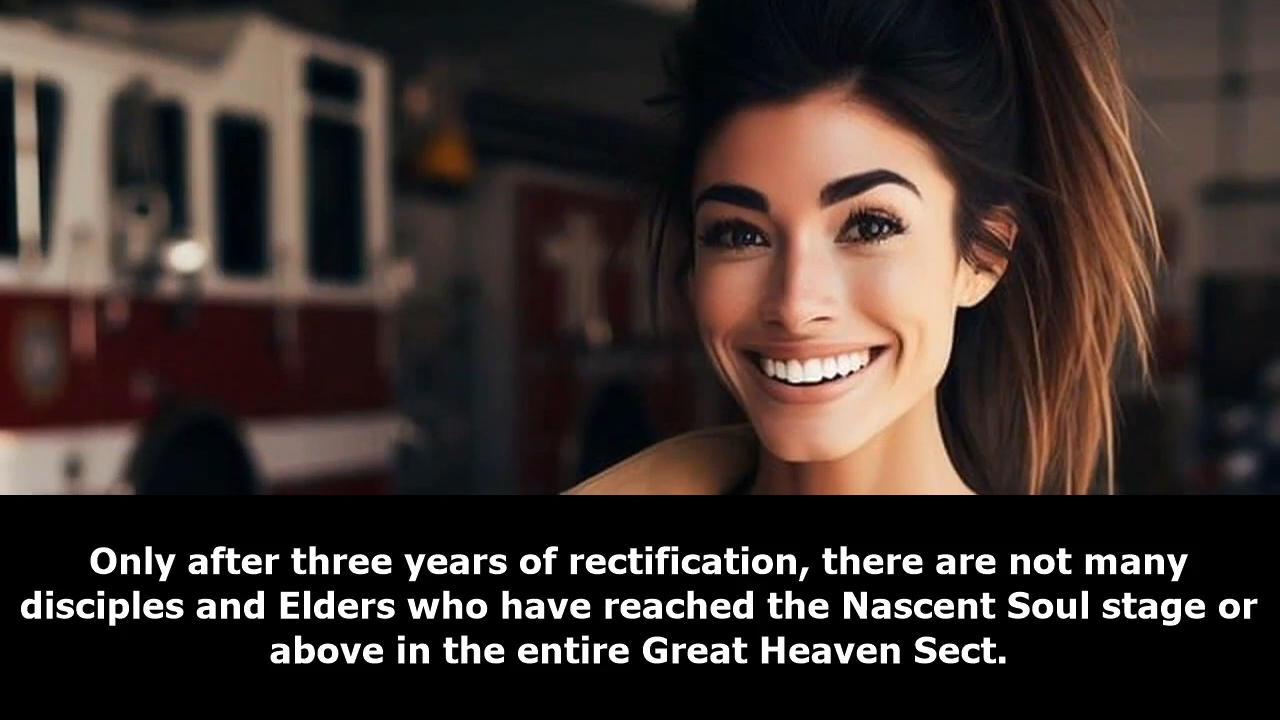 Only after three years of rectification, there are not many
disciples and Elders who have reached the Nascent Soul stage or
above in the entire Great Heaven Sect.